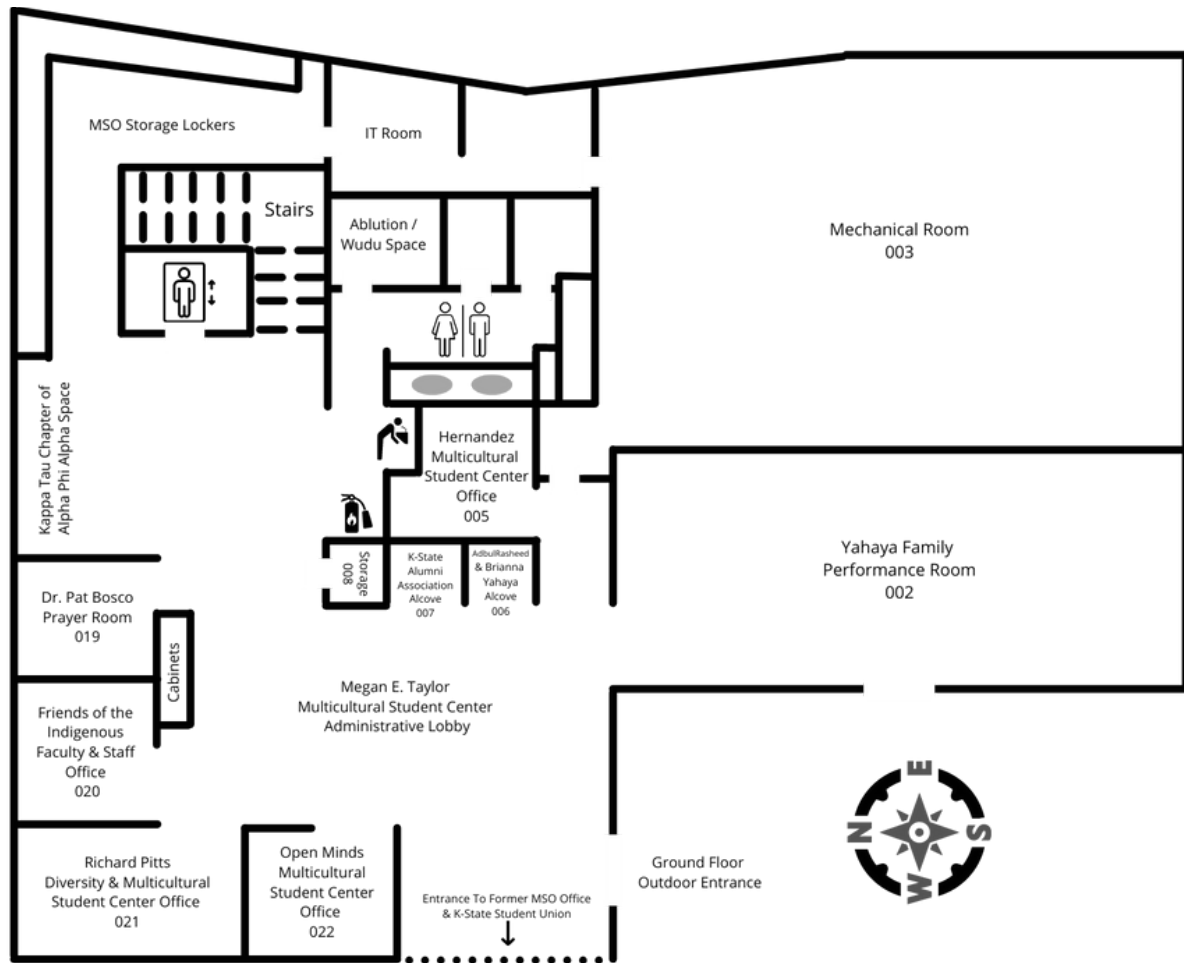 MSO Storage Lockers
IT Room
Stairs
Ablution /
Wudu Space
Mechanical Room
003
Kappa Tau Chapter of
Alpha Phi Alpha Space
Hernandez
Multicultural
Student Center
Office
005
Storage
008
K-State
Alumni
Association
Alcove
007
AdbulRasheed
& Brianna
Yahaya
Alcove
006
Yahaya Family
Performance Room
002
Dr. Pat Bosco
Prayer Room
019
Cabinets
Friends of the
Indigenous
Faculty & Staff
Office
020
Megan E. Taylor
Multicultural Student Center
Administrative Lobby
Richard Pitts
Diversity & Multicultural
Student Center Office
021
Open Minds
Multicultural
Student Center
Office
022
Entrance To Former MSO Office
& K-State Student Union
Ground Floor
Outdoor Entrance
E
N
S
W